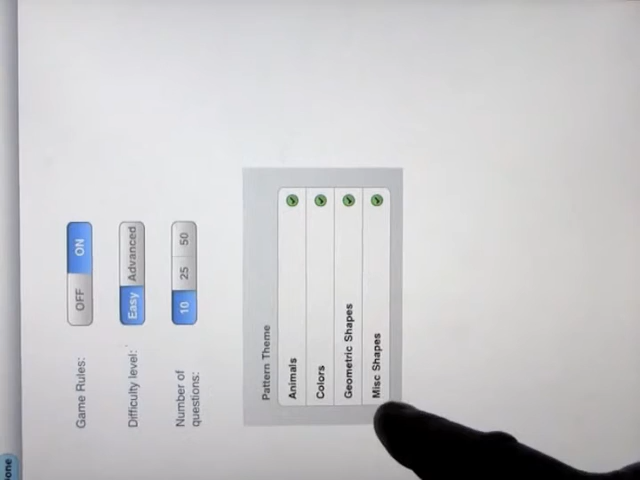 Game Rules: OFF ON
Difficulty level: Easy Advanced
Number of
questions: 10 25 50
Pattern Theme
Animals
Colors
Geometric Shapes
Misc Shapes